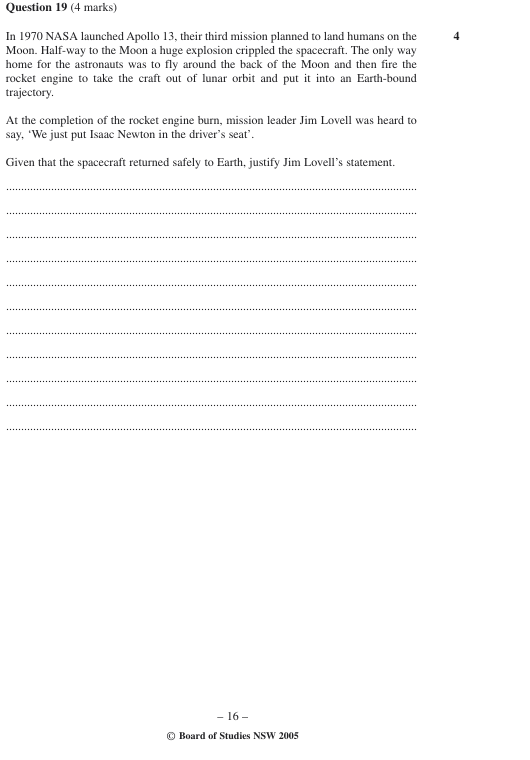 Question 19 (4 marks)
In 1970 NASA launched Apollo 13, their third mission planned to land humans on the 4
Moon. Half-way to the Moon a huge explosion crippled the spacecraft. The only way
home for the astronauts was to fly around the back of the Moon and then fire the
rocket engine to take the craft out of lunar orbit and put it into an Earth-bound
trajectory.
At the completion of the rocket engine burn, mission leader Jim Lovell was heard to
say, ‘We just put Isaac Newton in the driver’s seat’.
Given that the spacecraft returned safely to Earth, justify Jim Lovell’s statement.
– 16 –
© Board of Studies NSW 2005